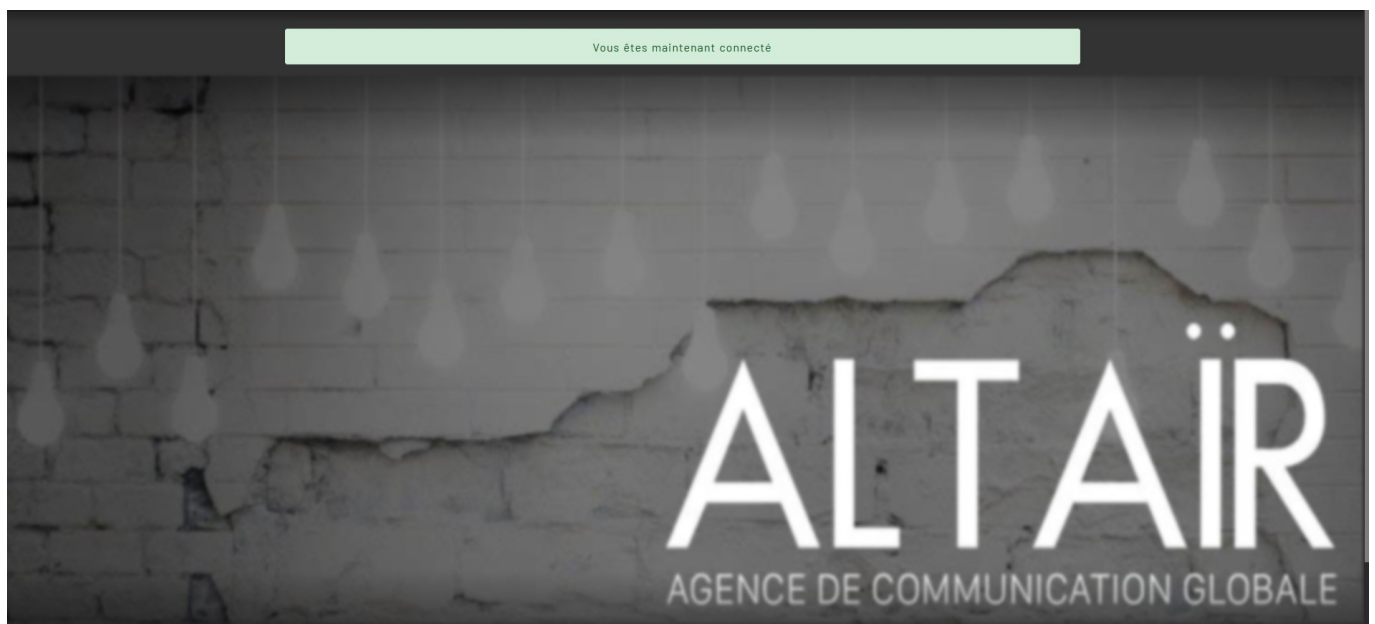 Vous êtes maintenant connecté
ALTAÏR
AGENCE DE COMMUNICATION GLOBALE